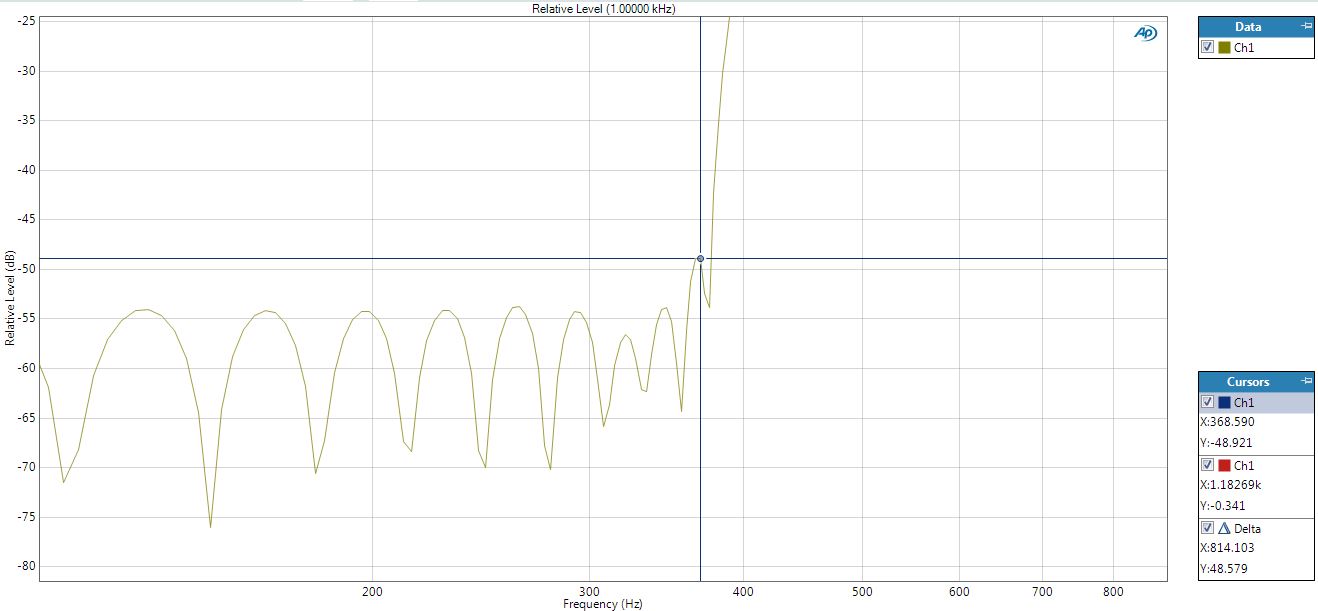 Relative Level (1.00000 kHz)
Relative Level (dB)
-25
-30
-35
-40
-45
-50
-55
-60
-65
-70
-75
-80
200
300
400
500
600
700
800
Frequency (Hz)
AP
Data
Ch1
Cursors
Ch1
X:368.590
Y:-48.921
Ch1
X:1.18269k
Y:-0.341
Delta
X:814.103
Y:48.579